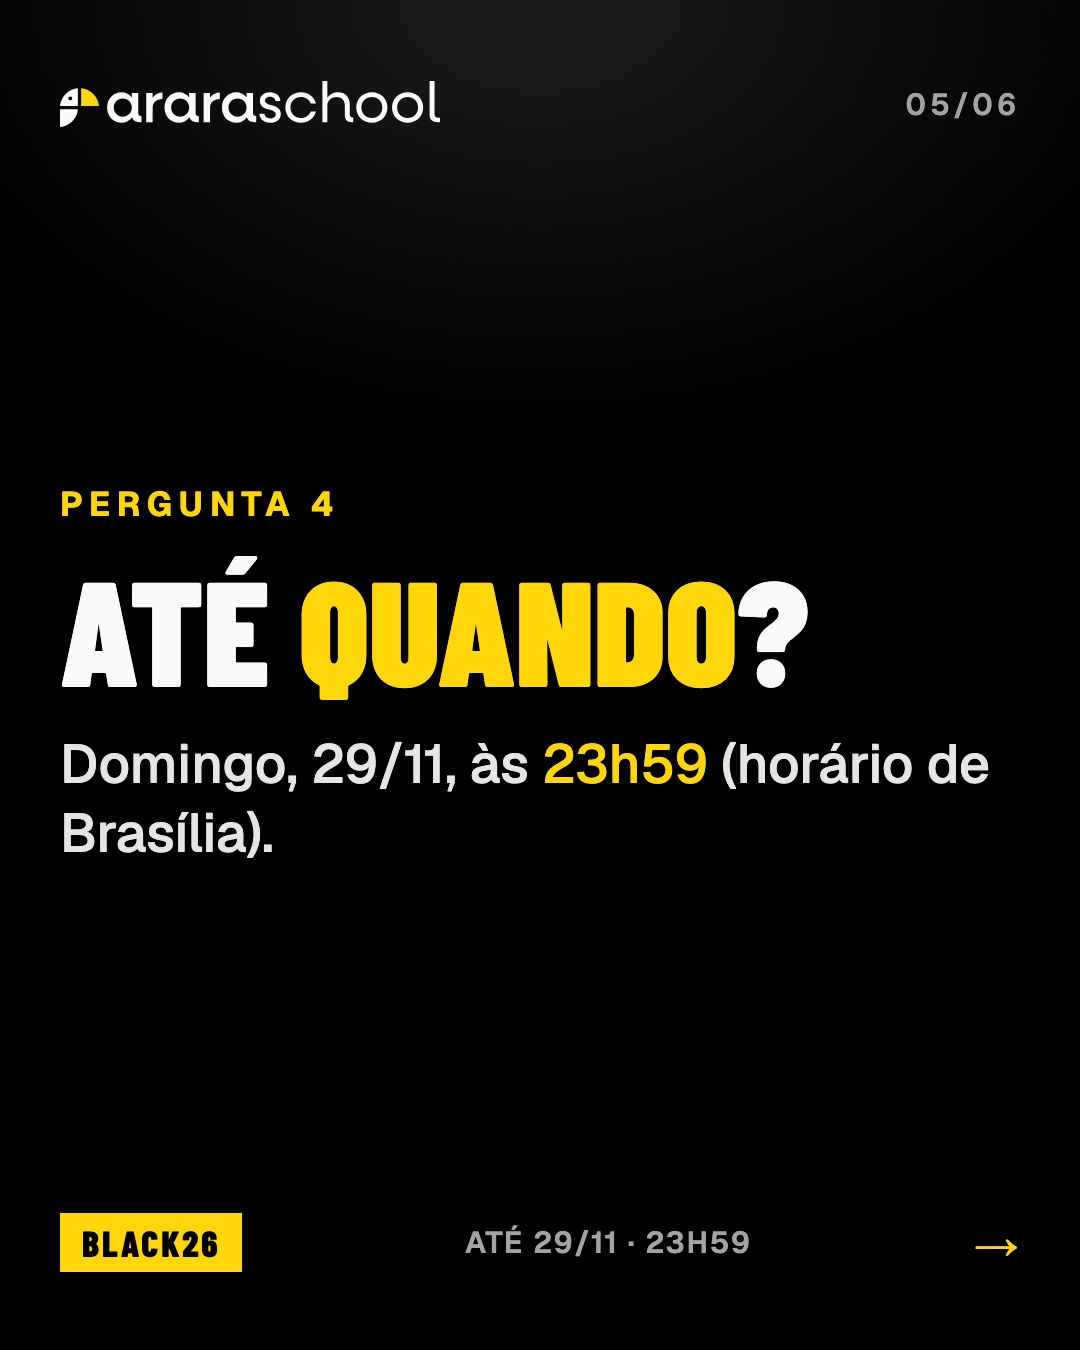 araraschool
05/06
PERGUNTA 4
ATÉ QUANDO?
Domingo, 29/11, às 23h59 (horário de
Brasília).
BLACK26
ATÉ 29/11 · 23H59
→